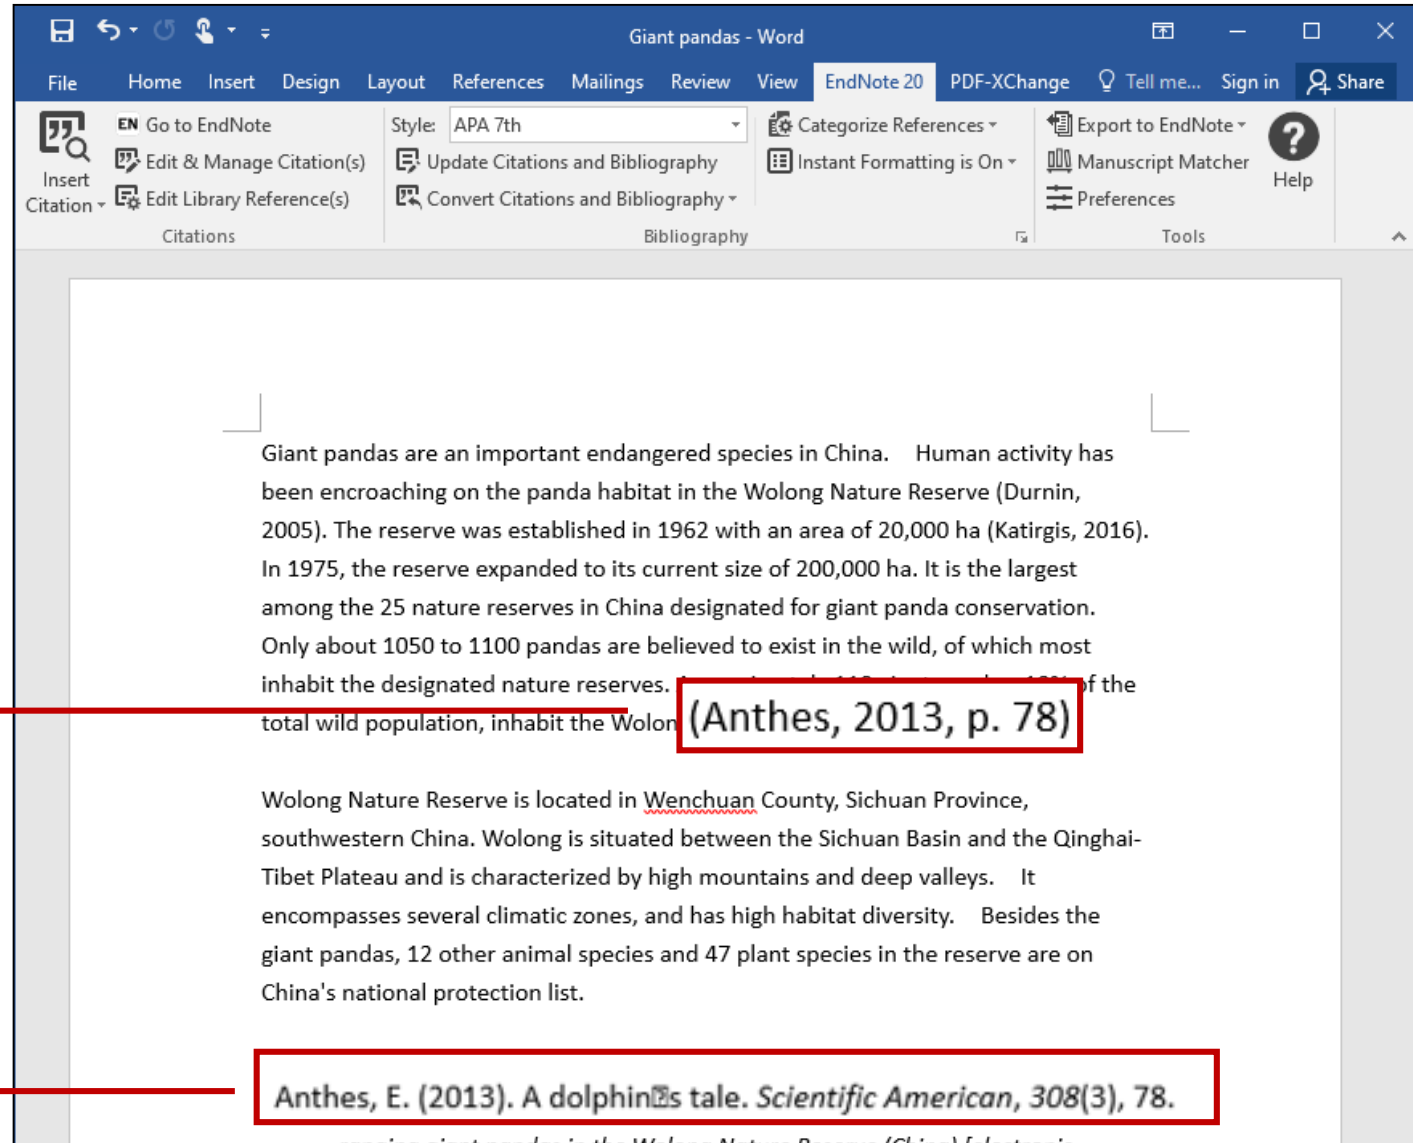 Giant pandas - Word
File Home Insert Design Layout References Mailings Review View EndNote 20 PDF-XChange Tell me... Sign in Share
Insert Citation
EN Go to EndNote
Edit & Manage Citation(s)
Edit Library Reference(s)
Citations
Style: APA 7th
Update Citations and Bibliography
Convert Citations and Bibliography
Bibliography
Categorize References
Instant Formatting is On
Export to EndNote
Manuscript Matcher
Preferences
Tools
? Help
Giant pandas are an important endangered species in China. Human activity has
been encroaching on the panda habitat in the Wolong Nature Reserve (Durnin,
2005). The reserve was established in 1962 with an area of 20,000 ha (Katirgis, 2016).
In 1975, the reserve expanded to its current size of 200,000 ha. It is the largest
among the 25 nature reserves in China designated for giant panda conservation.
Only about 1050 to 1100 pandas are believed to exist in the wild, of which most
inhabit the designated nature reserves. of the
total wild population, inhabit the Wolon
(Anthes, 2013, p. 78)
Wolong Nature Reserve is located in Wenchuan County, Sichuan Province,
southwestern China. Wolong is situated between the Sichuan Basin and the Qinghai-
Tibet Plateau and is characterized by high mountains and deep valleys. It
encompasses several climatic zones, and has high habitat diversity. Besides the
giant pandas, 12 other animal species and 47 plant species in the reserve are on
China's national protection list.
Anthes, E. (2013). A dolphin⍰s tale. Scientific American, 308(3), 78.
giant pandas in the Wolong Nature Reserve (China) [electronic